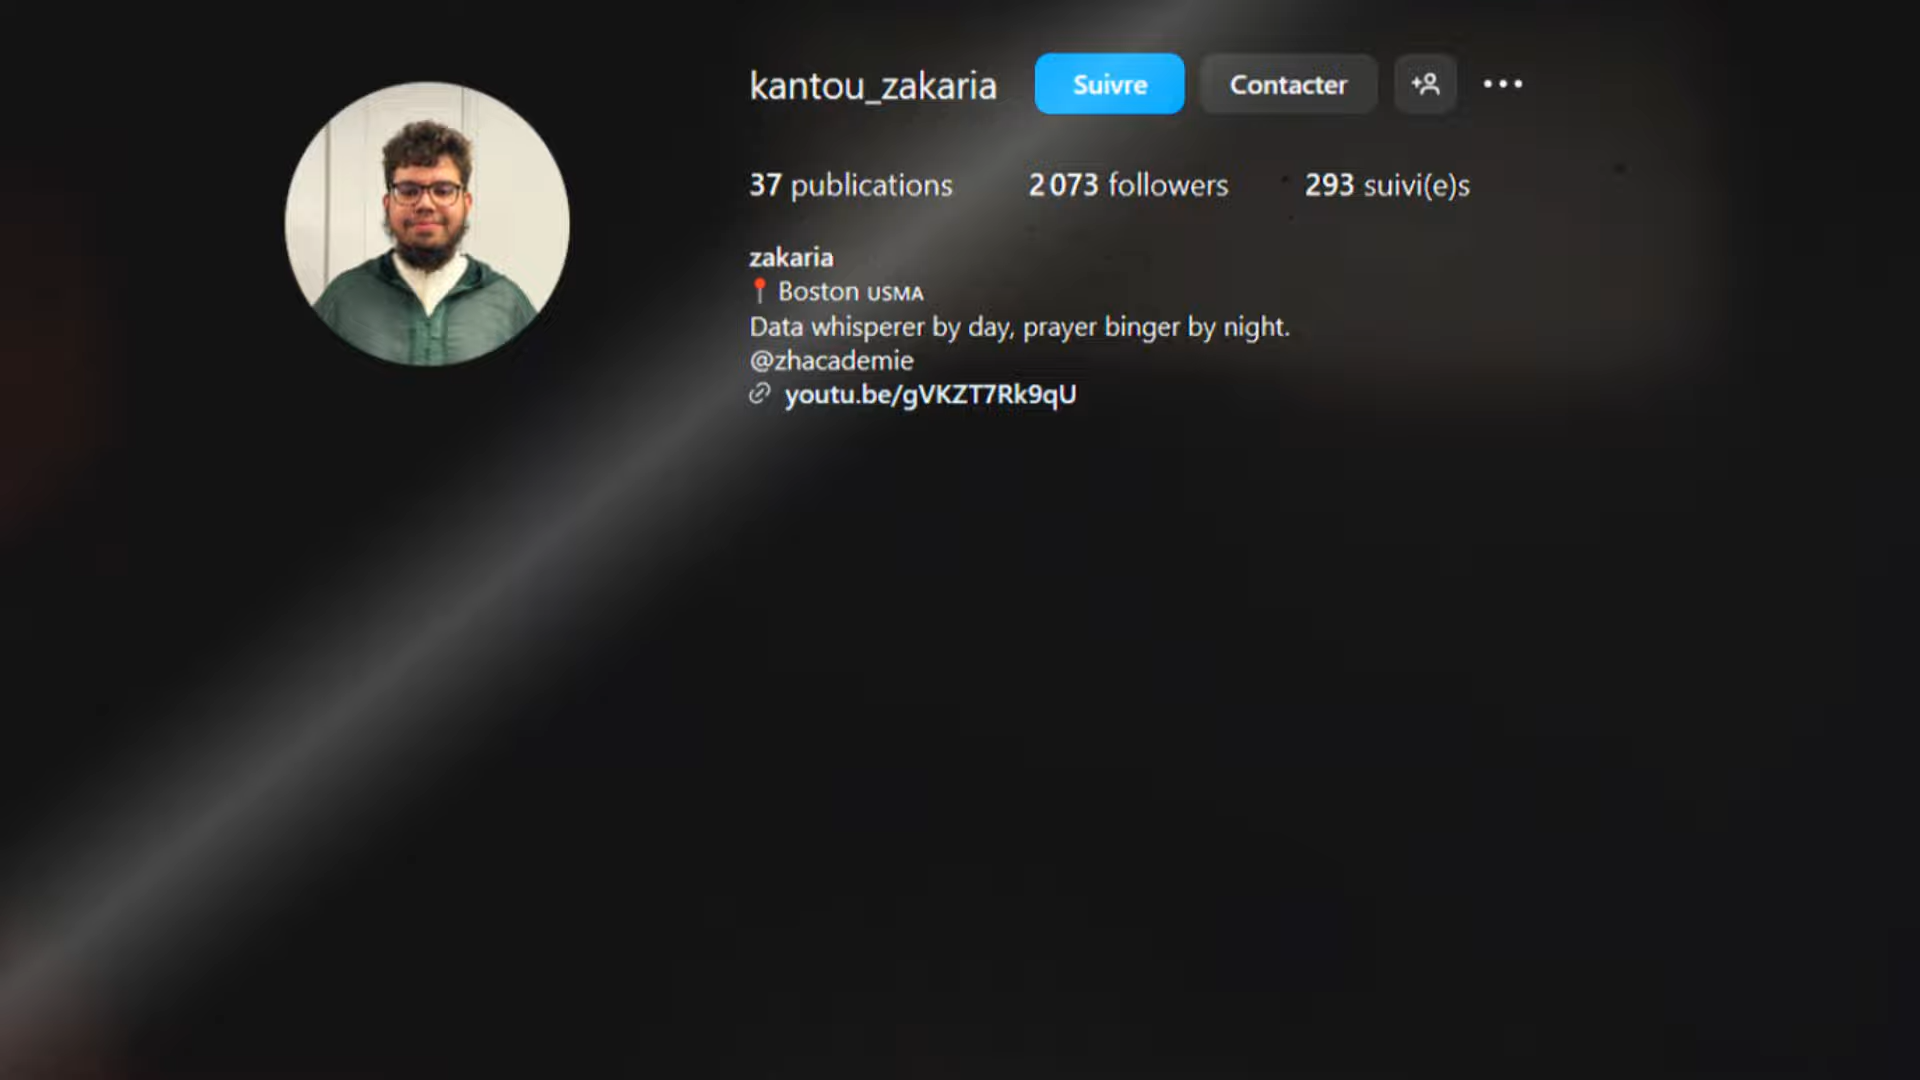 kantou_zakaria Suivre Contacter
37 publications 2 073 followers 293 suivi(e)s
zakaria
📍 Boston ᴜsᴍᴀ
Data whisperer by day, prayer binger by night.
@zhacademie
youtu.be/gVKZT7Rk9qU